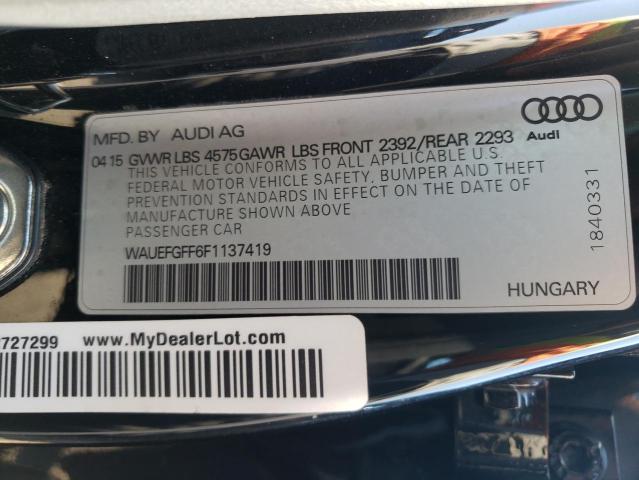 MFD. BY AUDI AG
Audi
04 15 GVWR LBS 4575 GAWR LBS FRONT 2392/REAR 2293
THIS VEHICLE CONFORMS TO ALL APPLICABLE U.S.
FEDERAL MOTOR VEHICLE SAFETY, BUMPER AND THEFT
PREVENTION STANDARDS IN EFFECT ON THE DATE OF
MANUFACTURE SHOWN ABOVE
PASSENGER CAR
WAUEFGFF6F1137419
HUNGARY
1840331
727299 www.MyDealerLot.com